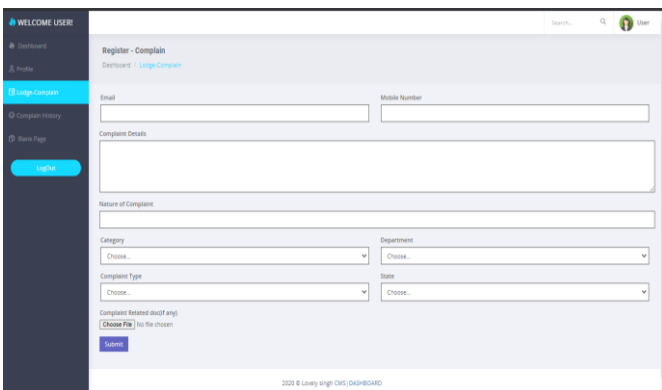 WELCOME USER!
Search...
User
Dashboard
Profile
Lodge-Complain
Complain History
Blank Page
LogOut
Register - Complain
Dashboard / Lodge-Complain
Email
Mobile Number
Complaint Details
Nature of Complaint
Category
Department
Choose...
Choose...
Complaint Type
State
Choose...
Choose...
Complaint Related doc(if any)
Choose File No file chosen
Submit
2020 © Lovely singh CMS | DASHBOARD